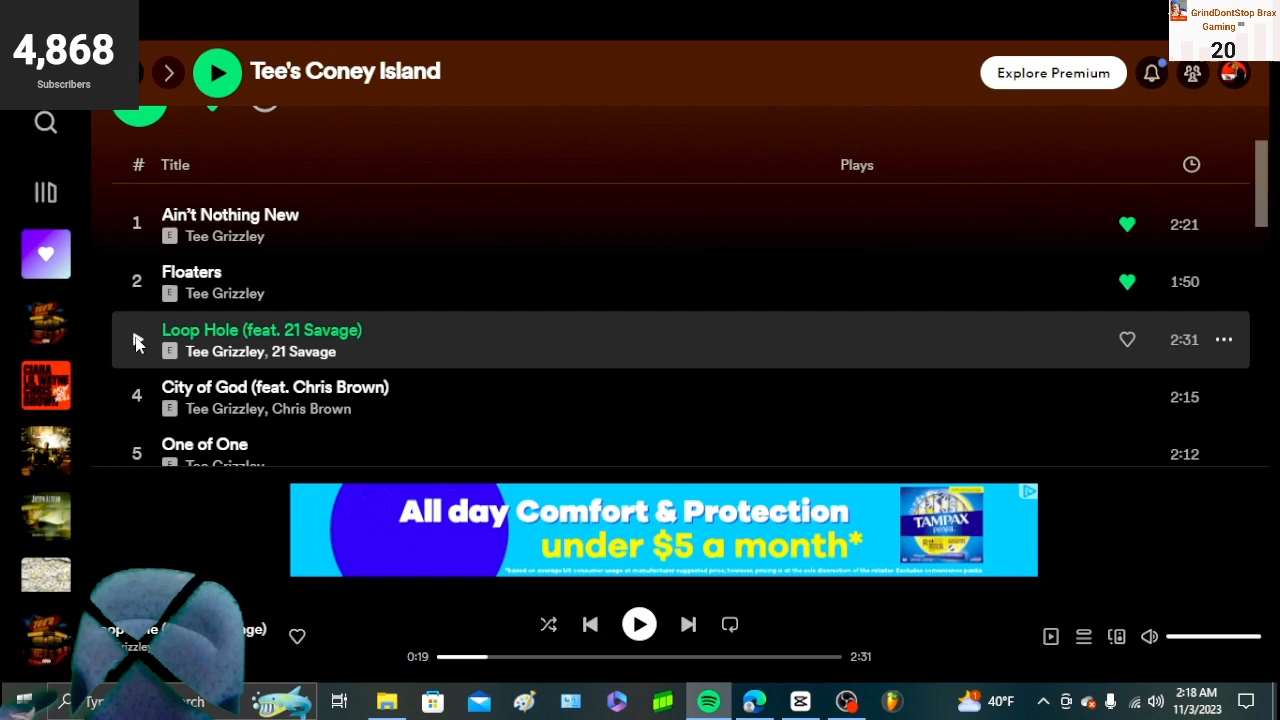 4,868
Subscribers
GrindDontStop Brax
Gaming
20
Tee's Coney Island
Explore Premium
# Title Plays
1 Ain't Nothing New 2:21
E Tee Grizzley
2 Floaters 1:50
E Tee Grizzley
Loop Hole (feat. 21 Savage) 2:31
E Tee Grizzley, 21 Savage
4 City of God (feat. Chris Brown) 2:15
E Tee Grizzley, Chris Brown
5 One of One 2:12
E Tee Grizzley
All day Comfort & Protection
under $5 a month*
TAMPAX
PEARL
0:19 2:31
search
40°F
2:18 AM
11/3/2023